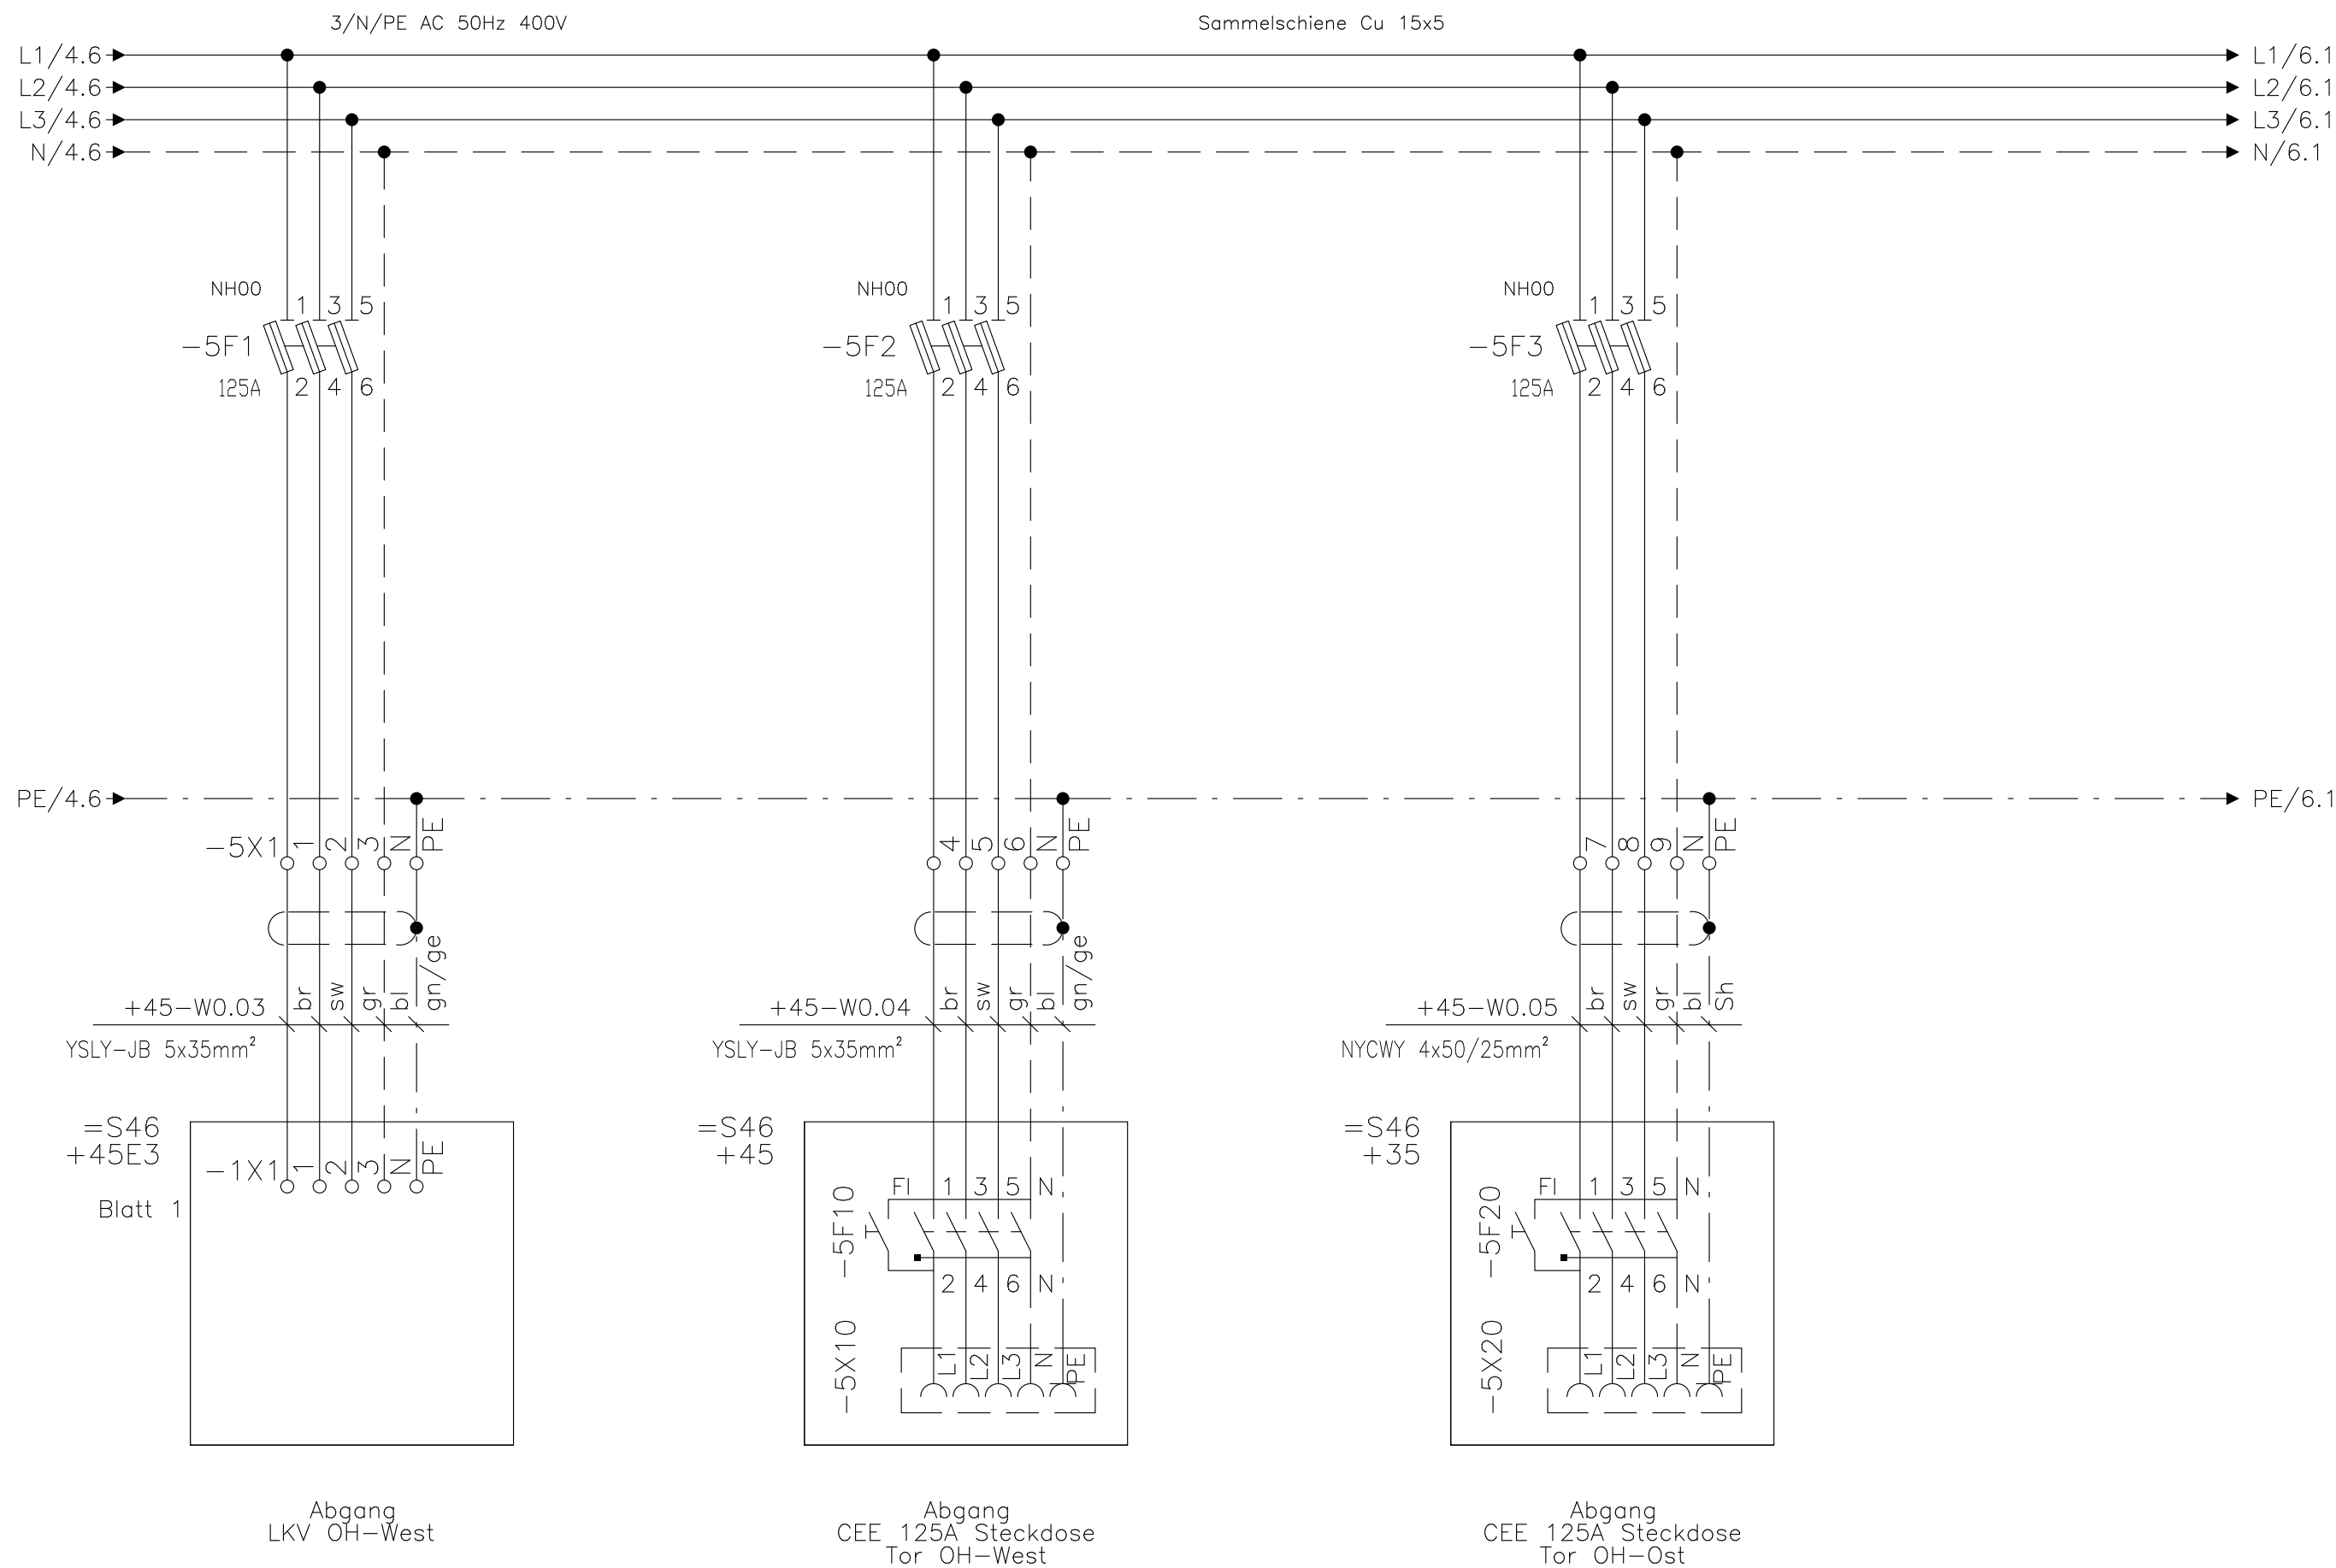 3/N/PE AC 50Hz 400V
Sammelschiene Cu 15x5
L1/4.6
L1/6.1
L2/4.6
L2/6.1
L3/4.6
L3/6.1
N/4.6
N/6.1
NH00
1 3 5
-5F1
125A
2 4 6
NH00
1 3 5
-5F2
125A
2 4 6
NH00
1 3 5
-5F3
125A
2 4 6
PE/4.6
PE/6.1
-5X1 1 2 3 N PE
4 5 6 N PE
7 8 9 N PE
+45-W0.03
br sw gr bl gn/ge
YSLY-JB 5x35mm²
+45-W0.04
br sw gr bl gn/ge
YSLY-JB 5x35mm²
+45-W0.05
br sw gr bl Sh
NYCWY 4x50/25mm²
=S46
+45E3
-1X1 1 2 3 N PE
Blatt 1
=S46
+45
FI 1 3 5 N
-5F10
2 4 6 N
-5X10
L1 L2 L3 N PE
=S46
+35
FI 1 3 5 N
-5F20
2 4 6 N
-5X20
L1 L2 L3 N PE
Abgang
LKV OH-West
Abgang
CEE 125A Steckdose
Tor OH-West
Abgang
CEE 125A Steckdose
Tor OH-Ost